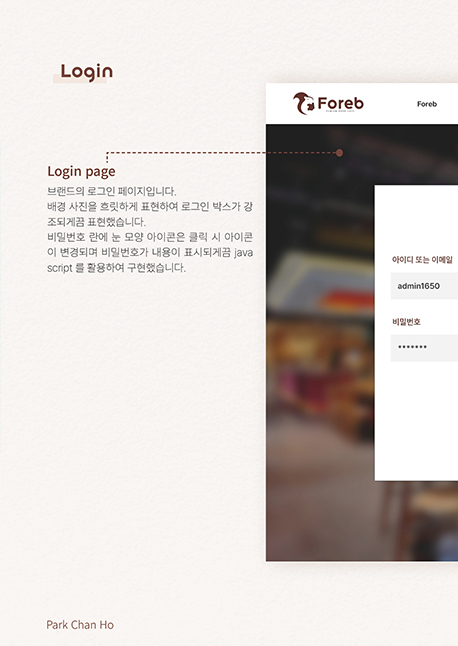 Login
Foreb
Foreb
Login page
브랜드의 로그인 페이지입니다.
배경 사진을 흐릿하게 표현하여 로그인 박스가 강
조되게끔 표현했습니다.
비밀번호 란에 눈 모양 아이콘은 클릭 시 아이콘
이 변경되며 비밀번호가 내용이 표시되게끔 java
script 를 활용하여 구현했습니다.
아이디 또는 이메일
admin1650
비밀번호
•••••••
Park Chan Ho